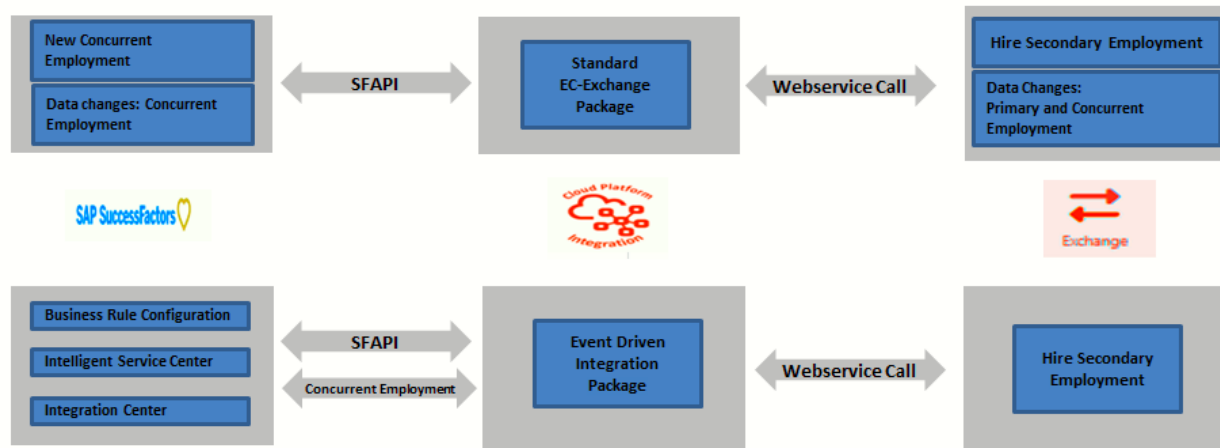 New Concurrent
Employment
Data changes: Concurrent
Employment
SFAPI
Standard
EC-Exchange
Package
Webservice Call
Hire Secondary Employment
Data Changes:
Primary and Concurrent
Employment
SAP SuccessFactors
Cloud Platform
Integration
Exchange
Business Rule Configuration
Intelligent Service Center
Integration Center
SFAPI
Concurrent Employment
Event Driven
Integration
Package
Webservice Call
Hire Secondary
Employment